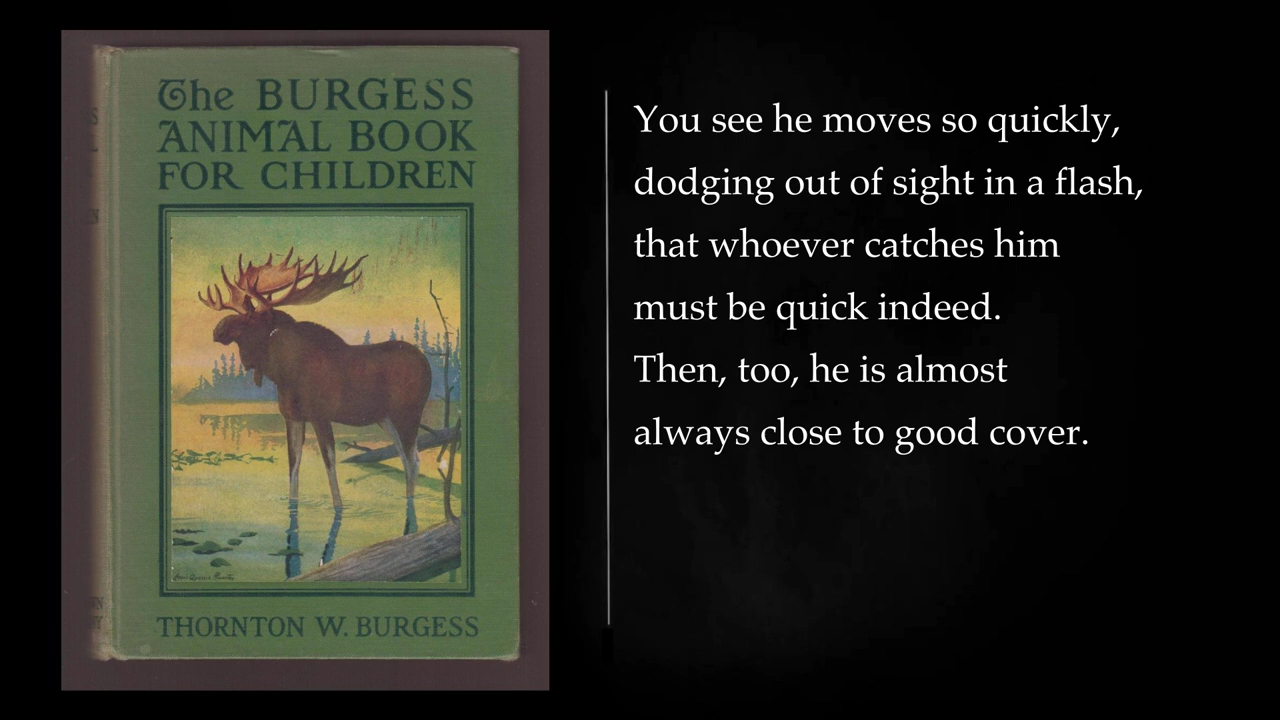 The BURGESS
ANIMAL BOOK
FOR CHILDREN
THORNTON W. BURGESS
You see he moves so quickly,
dodging out of sight in a flash,
that whoever catches him
must be quick indeed.
Then, too, he is almost
always close to good cover.